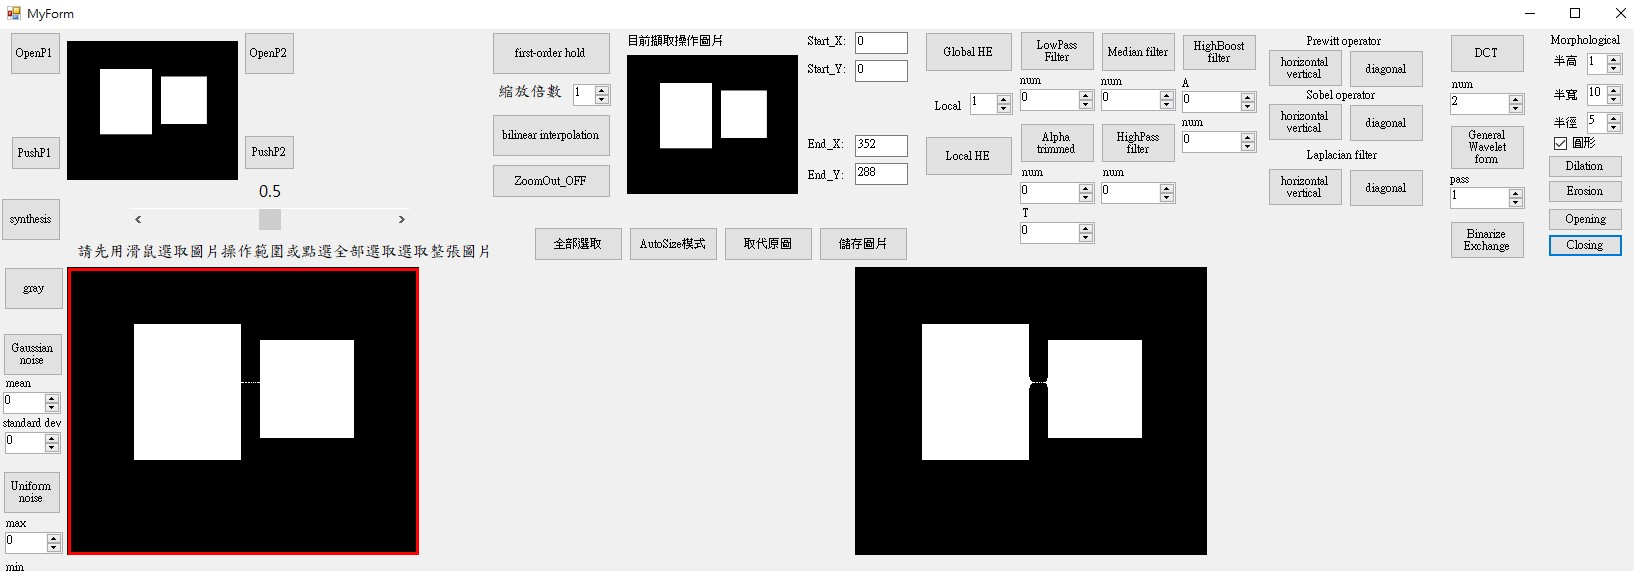 MyForm
OpenP1
OpenP2
PushP1
PushP2
0.5
synthesis
請先用滑鼠選取圖片操作範圍或點選全部選取選取整張圖片
first-order hold
縮放倍數
1
bilinear interpolation
ZoomOut_OFF
目前擷取操作圖片
Start_X:
0
Start_Y:
0
End_X:
352
End_Y:
288
全部選取
AutoSize模式
取代原圖
儲存圖片
Global HE
Local
1
Local HE
LowPass
Filter
num
0
Alpha
trimmed
num
0
T
0
Median filter
num
0
HighPass
filter
num
0
HighBoost
filter
A
0
num
0
Prewitt operator
horizontal
vertical
diagonal
Sobel operator
horizontal
vertical
diagonal
Laplacian filter
horizontal
vertical
diagonal
DCT
num
2
General
Wavelet
form
pass
1
Binarize
Exchange
Morphological
半高
1
半寬
10
半徑
5
圓形
Dilation
Erosion
Opening
Closing
gray
Gaussian
noise
mean
0
standard dev
0
Uniform
noise
max
0
min